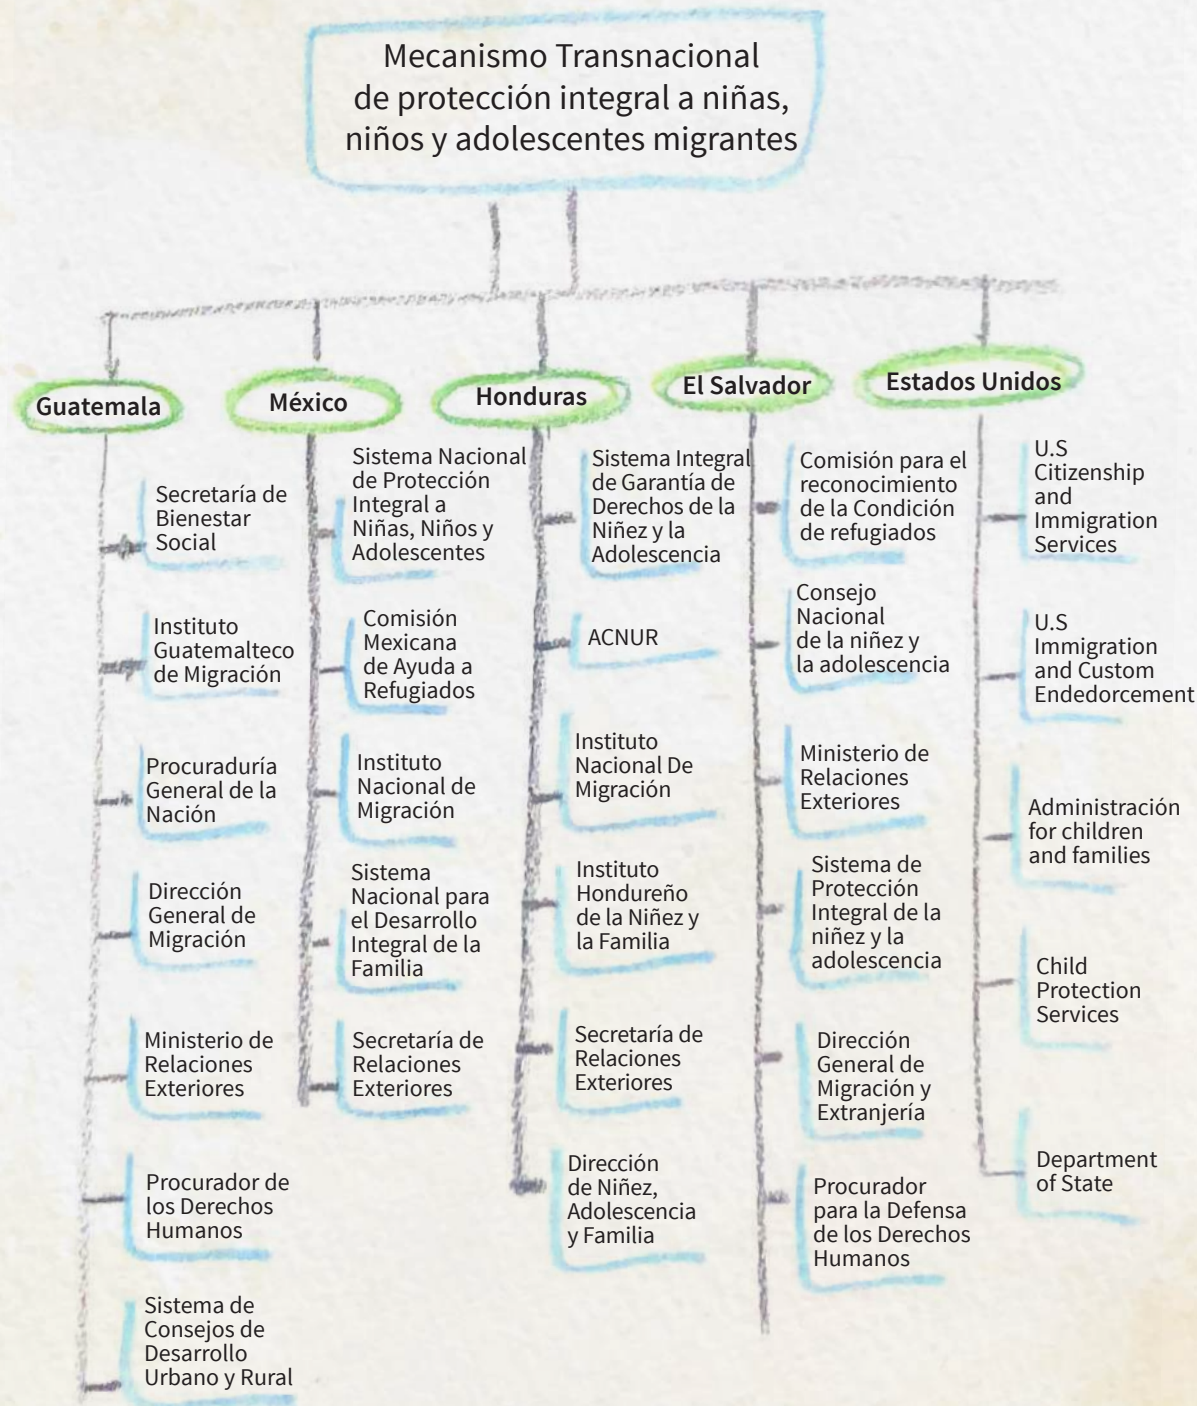 Mecanismo Transnacional
de protección integral a niñas,
niños y adolescentes migrantes
Guatemala
Secretaría de
Bienestar
Social
Instituto
Guatemalteco
de Migración
Procuraduría
General de la
Nación
Dirección
General de
Migración
Ministerio de
Relaciones
Exteriores
Procurador de
los Derechos
Humanos
Sistema de
Consejos de
Desarrollo
Urbano y Rural
México
Sistema Nacional
de Protección
Integral a
Niñas, Niños y
Adolescentes
Comisión
Mexicana
de Ayuda a
Refugiados
Instituto
Nacional de
Migración
Sistema
Nacional para
el Desarrollo
Integral de la
Familia
Secretaría de
Relaciones
Exteriores
Honduras
Sistema Integral
de Garantía de
Derechos de la
Niñez y la
Adolescencia
ACNUR
Instituto
Nacional De
Migración
Instituto
Hondureño
de la Niñez y
la Familia
Secretaría de
Relaciones
Exteriores
Dirección
de Niñez,
Adolescencia
y Familia
El Salvador
Comisión para el
reconocimiento
de la Condición
de refugiados
Consejo
Nacional
de la niñez y
la adolescencia
Ministerio de
Relaciones
Exteriores
Sistema de
Protección
Integral de la
niñez y la
adolescencia
Dirección
General de
Migración y
Extranjería
Procurador
para la Defensa
de los Derechos
Humanos
Estados Unidos
U.S
Citizenship
and
Immigration
Services
U.S
Immigration
and Custom
Endedorcement
Administración
for children
and families
Child
Protection
Services
Department
of State